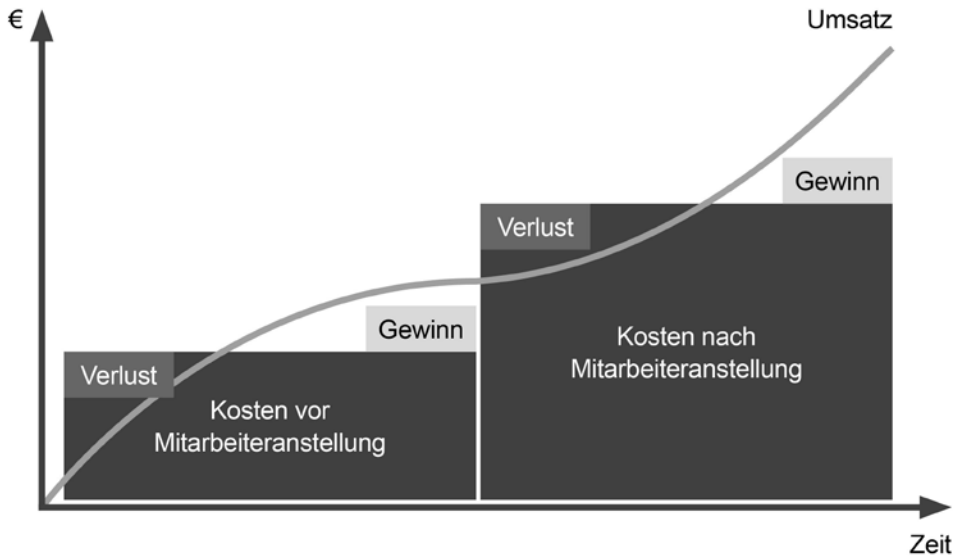 €
Umsatz
Gewinn
Verlust
Gewinn
Kosten nach
Mitarbeiteranstellung
Verlust
Kosten vor
Mitarbeiteranstellung
Zeit